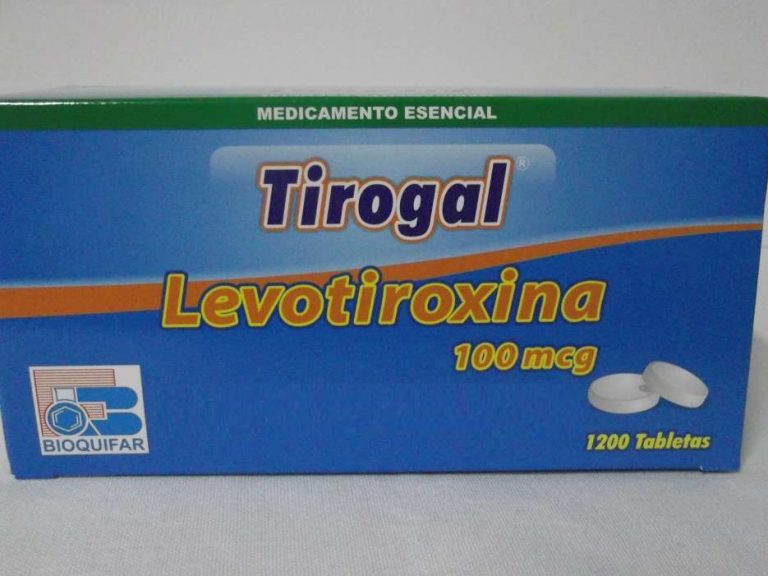 MEDICAMENTO ESENCIAL
Tirogal®
Levotiroxina
100 mcg
BIOQUIFAR
1200 Tabletas